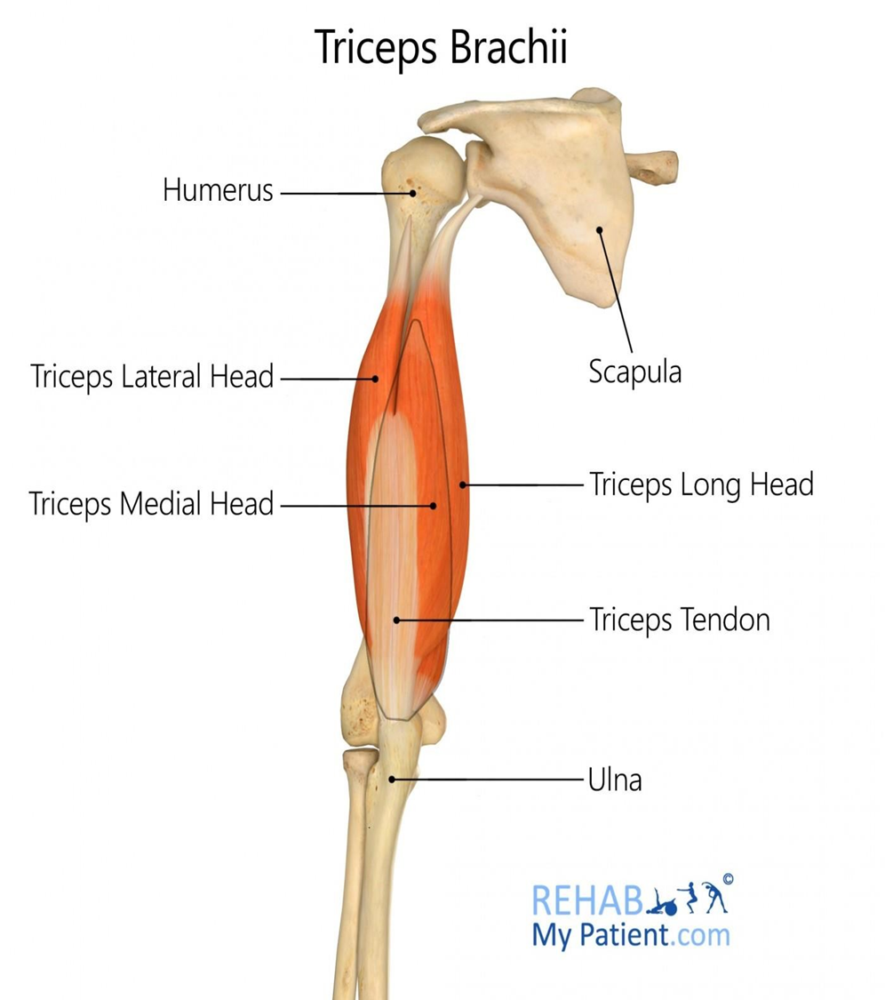 Triceps Brachii
Humerus
Scapula
Triceps Lateral Head
Triceps Long Head
Triceps Medial Head
Triceps Tendon
Ulna
©
REHAB
My Patient.com